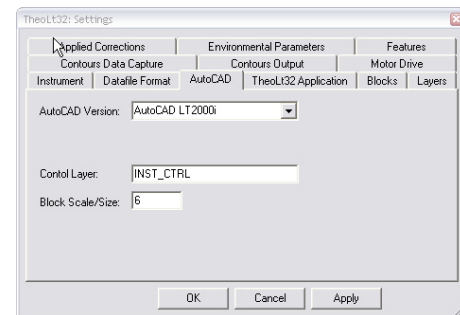 TheoLt32: Settings
Applied Corrections Environmental Parameters Features
Contours Data Capture Contours Output Motor Drive
Instrument Datafile Format AutoCAD TheoLt32 Application Blocks Layers
AutoCAD Version: AutoCAD LT2000i
Contol Layer: INST_CTRL
Block Scale/Size: 6
OK Cancel Apply